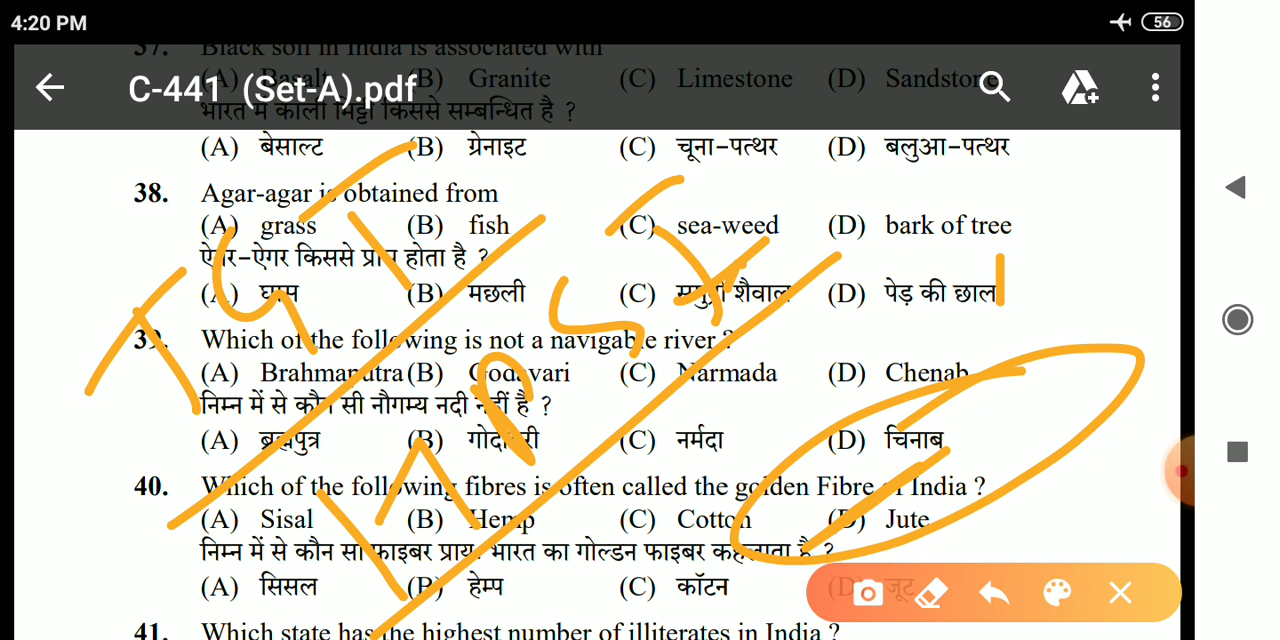 4:20 PM
56
37. Black soil in India is associated with
C-441 (Set-A).pdf
(A) Basalt (B) Granite (C) Limestone (D) Sandstone
भारत में काली मिट्टी किससे सम्बन्धित है ?
(A) बेसाल्ट (B) ग्रेनाइट (C) चूना-पत्थर (D) बलुआ-पत्थर
38. Agar-agar is obtained from
(A) grass (B) fish (C) sea-weed (D) bark of tree
ऐगर-ऐगर किससे प्राप्त होता है ?
(A) घास (B) मछली (C) समुद्री शैवाल (D) पेड़ की छाल
39. Which of the following is not a navigable river ?
(A) Brahmaputra (B) Godavari (C) Narmada (D) Chenab
निम्न में से कौन सी नौगम्य नदी नहीं है ?
(A) ब्रह्मपुत्र (B) गोदावरी (C) नर्मदा (D) चिनाब
40. Which of the following fibres is often called the golden Fibre of India ?
(A) Sisal (B) Hemp (C) Cotton (D) Jute
निम्न में से कौन सा फाइबर प्रायः भारत का गोल्डन फाइबर कहलाता है ?
(A) सिसल (B) हेम्प (C) कॉटन (D) जूट
41. Which state has the highest number of illiterates in India ?